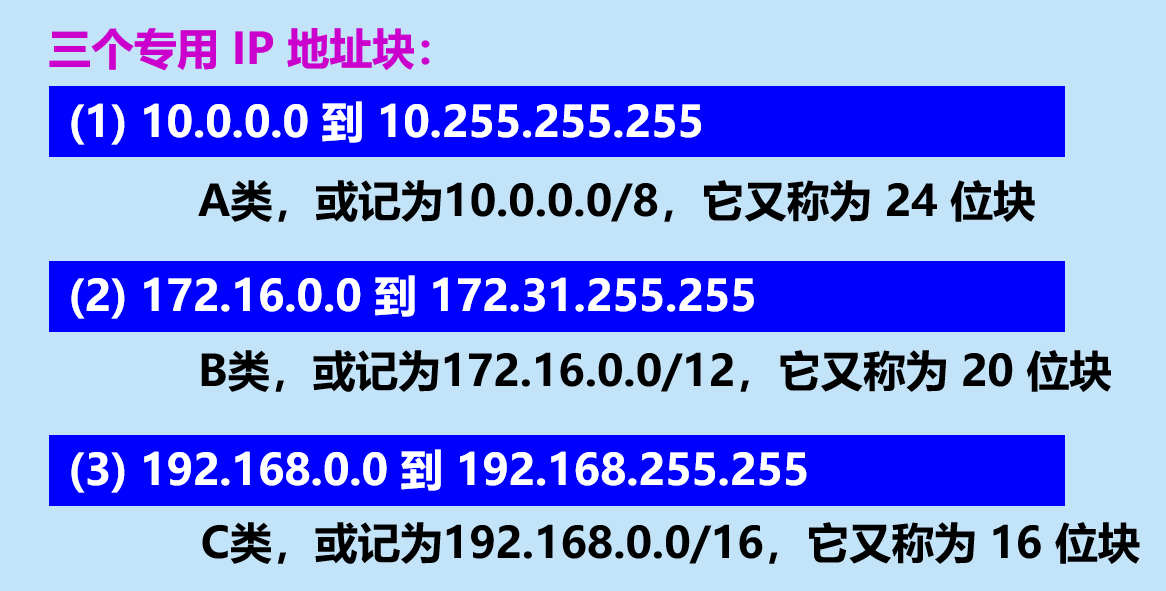 三个专用 IP 地址块：
(1) 10.0.0.0 到 10.255.255.255
A类，或记为10.0.0.0/8，它又称为 24 位块
(2) 172.16.0.0 到 172.31.255.255
B类，或记为172.16.0.0/12，它又称为 20 位块
(3) 192.168.0.0 到 192.168.255.255
C类，或记为192.168.0.0/16，它又称为 16 位块